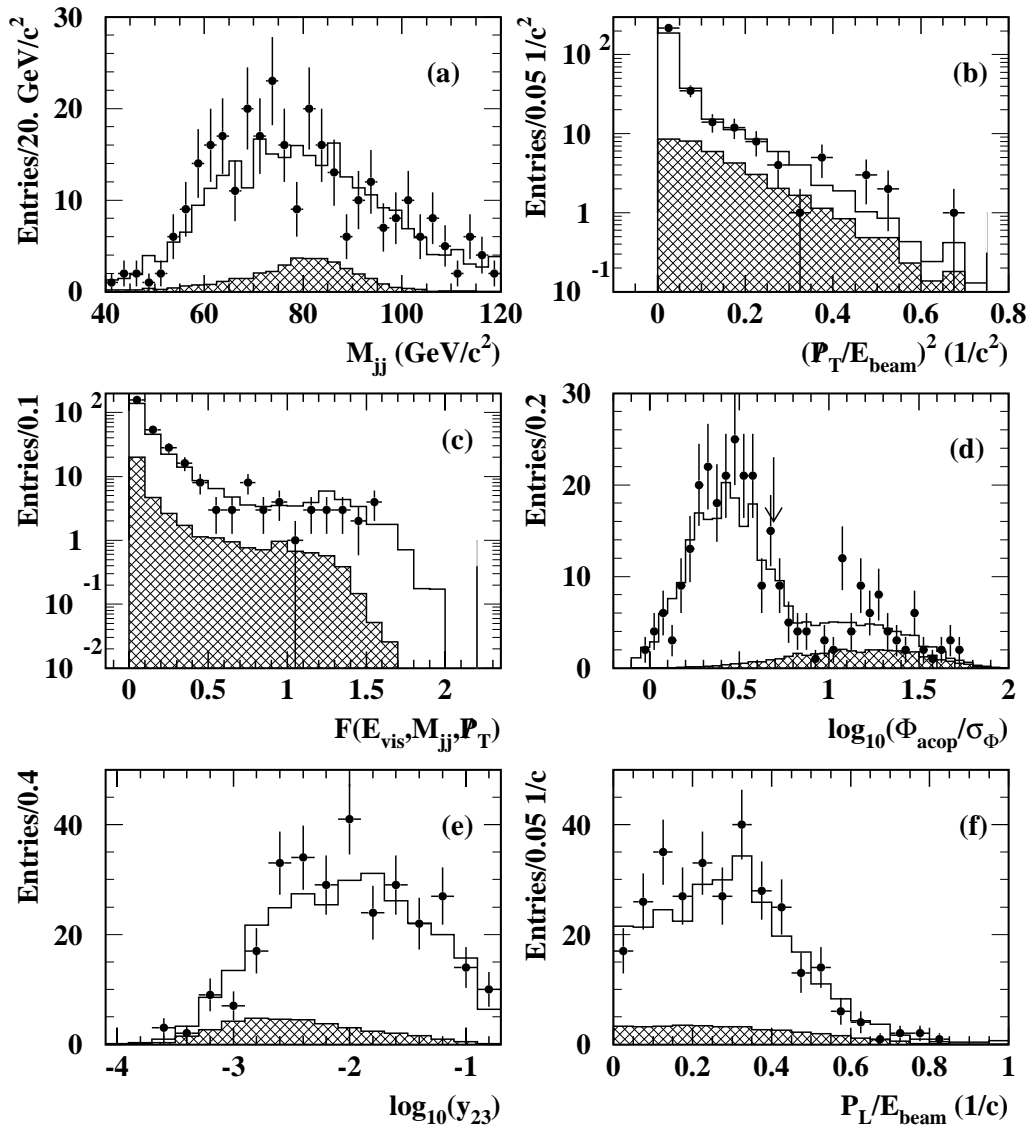 Entries/20. GeV/c²
30
20
10
0
(a)
40 60 80 100 120
M_jj (GeV/c²)
Entries/0.05 1/c²
10²
10
1
10⁻¹
(b)
0 0.2 0.4 0.6 0.8
(P̸_T/E_beam)² (1/c²)
Entries/0.1
10²
10
1
10⁻¹
10⁻²
(c)
0 0.5 1 1.5 2
F(E_vis,M_jj,P̸_T)
Entries/0.2
30
20
10
0
(d)
0 0.5 1 1.5 2
log₁₀(Φ_acop/σ_Φ)
Entries/0.4
40
20
0
(e)
-4 -3 -2 -1
log₁₀(y₂₃)
Entries/0.05 1/c
40
20
0
(f)
0 0.2 0.4 0.6 0.8 1
P_L/E_beam (1/c)